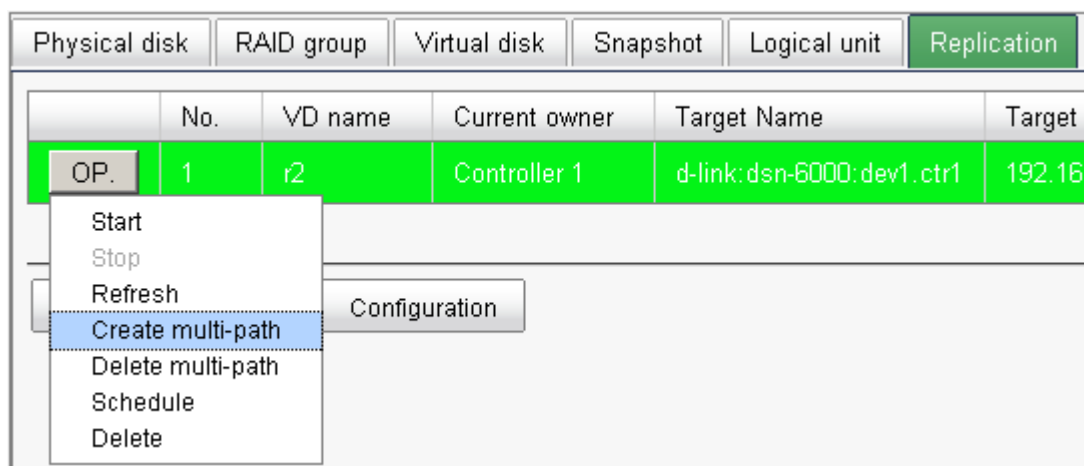 Physical disk RAID group Virtual disk Snapshot Logical unit Replication
No. VD name Current owner Target Name Target
OP. 1 r2 Controller 1 d-link:dsn-6000:dev1.ctr1 192.16
Start
Stop
Refresh
Configuration
Create multi-path
Delete multi-path
Schedule
Delete